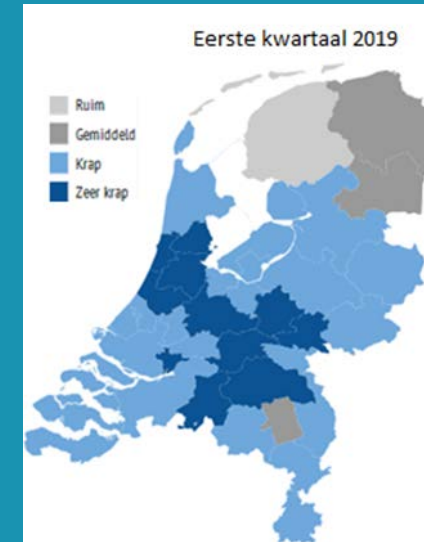 Eerste kwartaal 2019
Ruim
Gemiddeld
Krap
Zeer krap